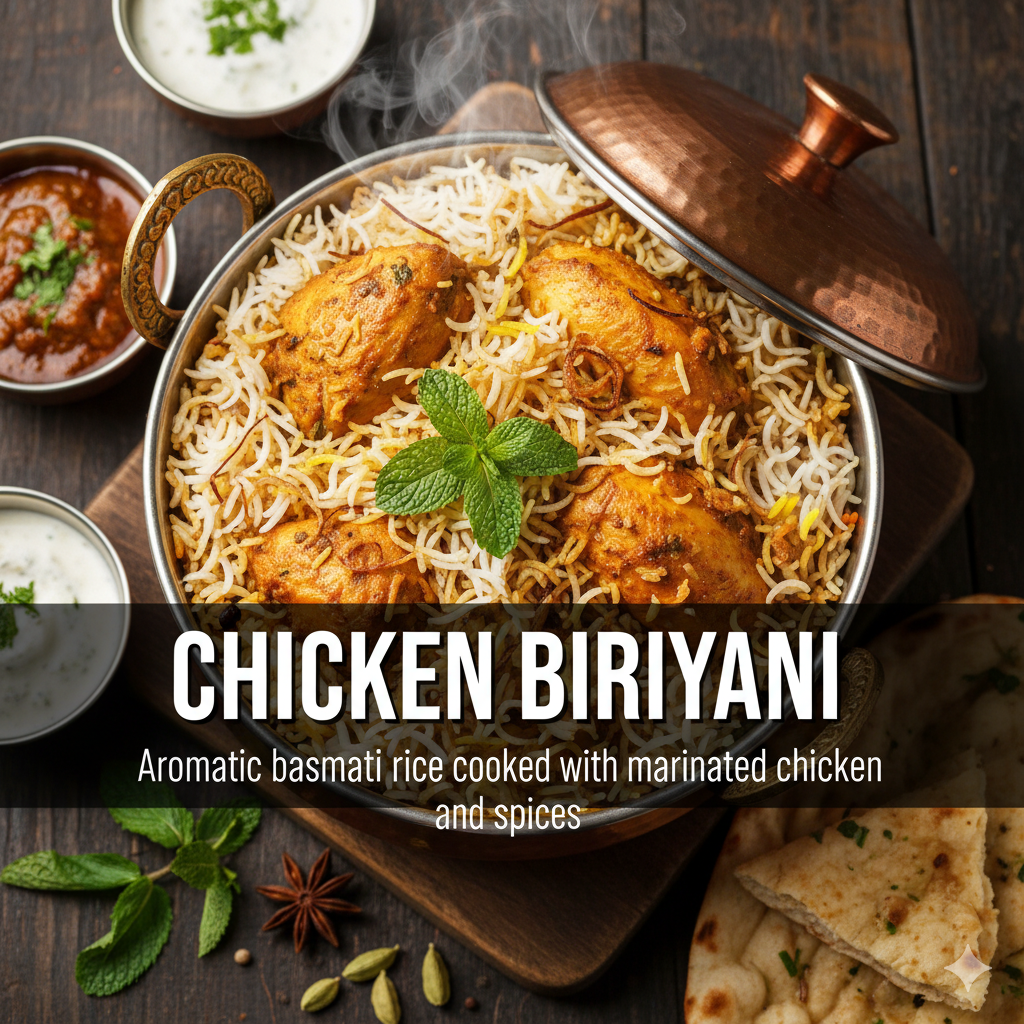 CHICKEN BIRIYANI
Aromatic basmati rice cooked with marinated chicken
and spices